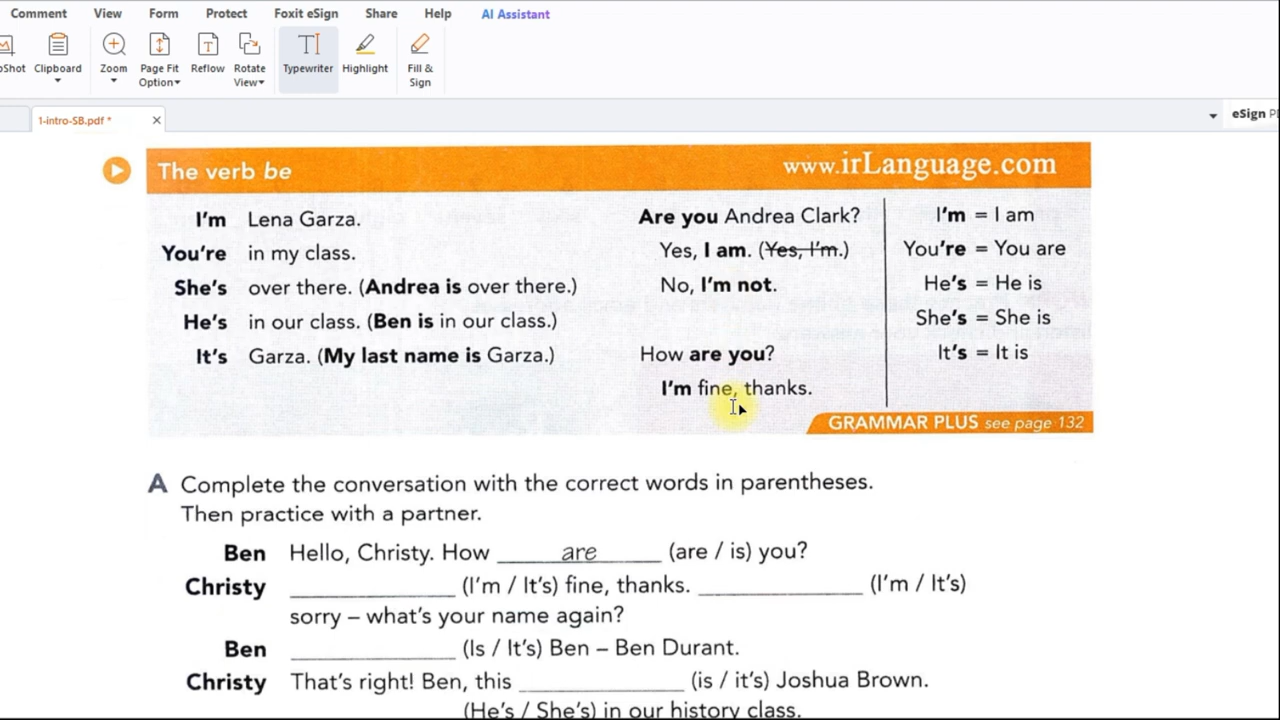 Comment View Form Protect Foxit eSign Share Help AI Assistant
pShot Clipboard Zoom Page Fit Option Reflow Rotate View Typewriter Highlight Fill & Sign
1-intro-SB.pdf *
eSign
The verb be
www.irLanguage.com
I'm Lena Garza.
You're in my class.
She's over there. (Andrea is over there.)
He's in our class. (Ben is in our class.)
It's Garza. (My last name is Garza.)
Are you Andrea Clark?
Yes, I am. (Yes, I'm.)
No, I'm not.
How are you?
I'm fine, thanks.
I'm = I am
You're = You are
He's = He is
She's = She is
It's = It is
GRAMMAR PLUS see page 132
A Complete the conversation with the correct words in parentheses.
Then practice with a partner.
Ben Hello, Christy. How are (are / is) you?
Christy (I'm / It's) fine, thanks. (I'm / It's)
sorry – what's your name again?
Ben (Is / It's) Ben – Ben Durant.
Christy That's right! Ben, this (is / it's) Joshua Brown.
(He's / She's) in our history class.